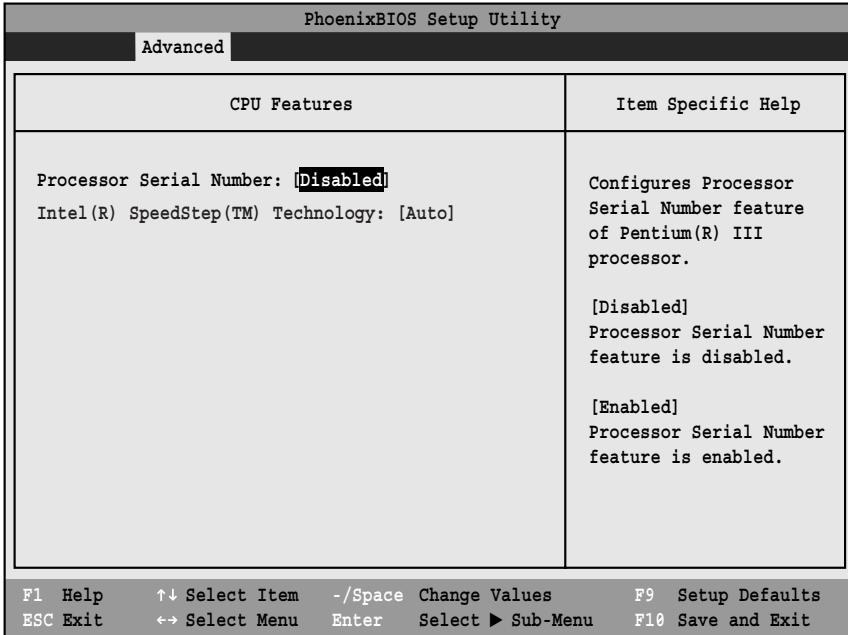 PhoenixBIOS Setup Utility
Advanced
CPU Features
Processor Serial Number: [Disabled]
Intel(R) SpeedStep(TM) Technology: [Auto]
Item Specific Help
Configures Processor
Serial Number feature
of Pentium(R) III
processor.
[Disabled]
Processor Serial Number
feature is disabled.
[Enabled]
Processor Serial Number
feature is enabled.
F1 Help ↑↓ Select Item -/Space Change Values F9 Setup Defaults
ESC Exit ←→ Select Menu Enter Select ▶ Sub-Menu F10 Save and Exit